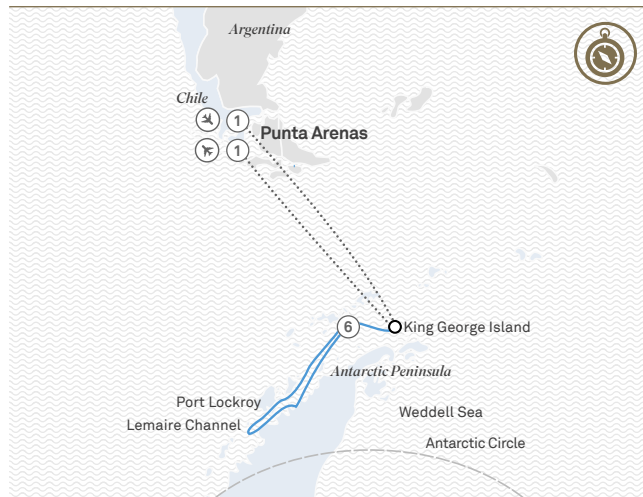 Argentina
Chile
1
Punta Arenas
1
6
King George Island
Antarctic Peninsula
Port Lockroy
Weddell Sea
Lemaire Channel
Antarctic Circle